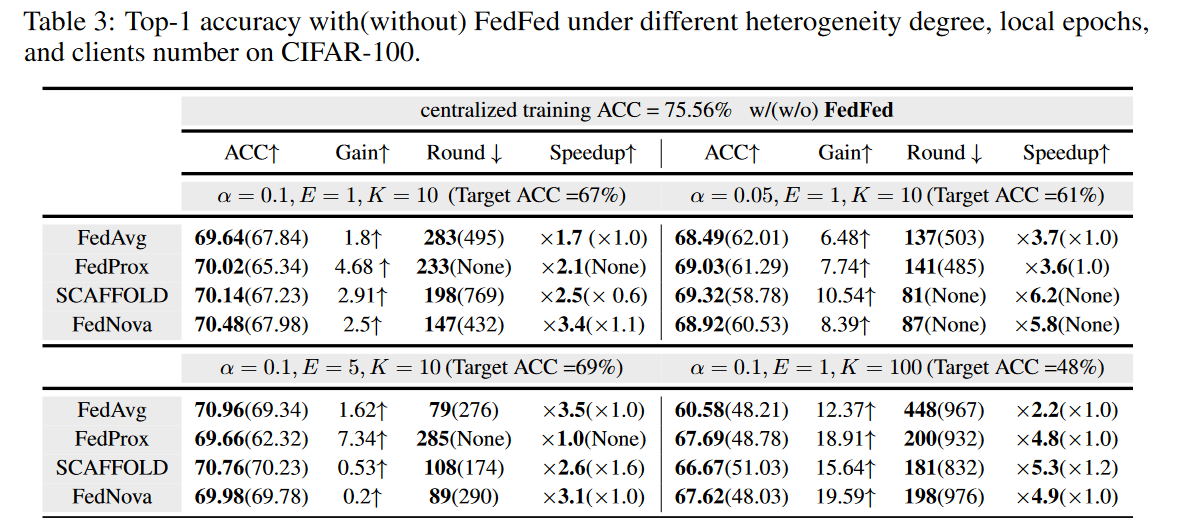 Table 3: Top-1 accuracy with(without) FedFed under different heterogeneity degree, local epochs,
and clients number on CIFAR-100.
centralized training ACC = 75.56% w/(w/o) FedFed
ACC↑ Gain↑ Round ↓ Speedup↑ ACC↑ Gain↑ Round ↓ Speedup↑
α = 0.1, E = 1, K = 10 (Target ACC =67%) α = 0.05, E = 1, K = 10 (Target ACC =61%)
FedAvg 69.64(67.84) 1.8↑ 283(495) ×1.7 (×1.0) 68.49(62.01) 6.48↑ 137(503) ×3.7(×1.0)
FedProx 70.02(65.34) 4.68 ↑ 233(None) ×2.1(None) 69.03(61.29) 7.74↑ 141(485) ×3.6(1.0)
SCAFFOLD 70.14(67.23) 2.91↑ 198(769) ×2.5(× 0.6) 69.32(58.78) 10.54↑ 81(None) ×6.2(None)
FedNova 70.48(67.98) 2.5↑ 147(432) ×3.4(×1.1) 68.92(60.53) 8.39↑ 87(None) ×5.8(None)
α = 0.1, E = 5, K = 10 (Target ACC =69%) α = 0.1, E = 1, K = 100 (Target ACC =48%)
FedAvg 70.96(69.34) 1.62↑ 79(276) ×3.5(×1.0) 60.58(48.21) 12.37↑ 448(967) ×2.2(×1.0)
FedProx 69.66(62.32) 7.34↑ 285(None) ×1.0(None) 67.69(48.78) 18.91↑ 200(932) ×4.8(×1.0)
SCAFFOLD 70.76(70.23) 0.53↑ 108(174) ×2.6(×1.6) 66.67(51.03) 15.64↑ 181(832) ×5.3(×1.2)
FedNova 69.98(69.78) 0.2↑ 89(290) ×3.1(×1.0) 67.62(48.03) 19.59↑ 198(976) ×4.9(×1.0)